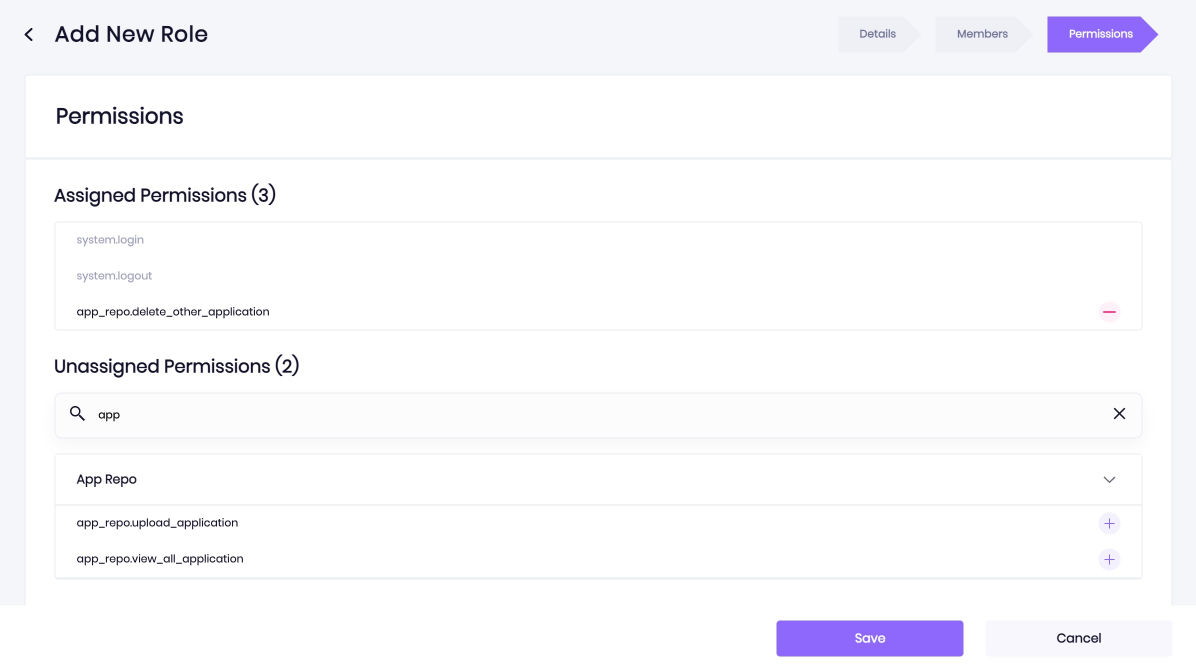 Add New Role
Details
Members
Permissions
Permissions
Assigned Permissions (3)
system.login
system.logout
app_repo.delete_other_application
Unassigned Permissions (2)
app
App Repo
app_repo.upload_application
app_repo.view_all_application
Save
Cancel